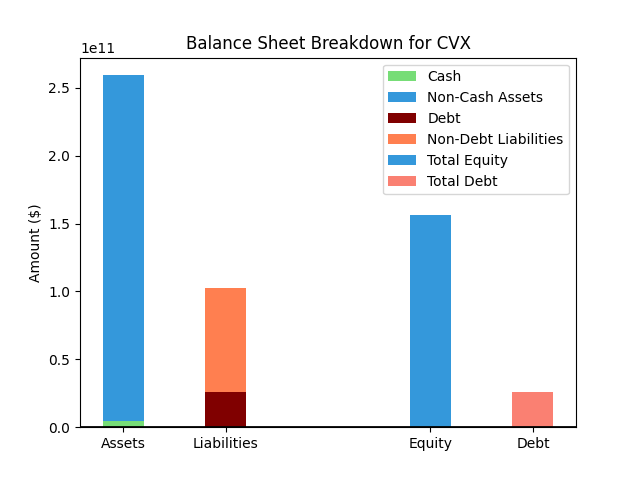 Balance Sheet Breakdown for CVX
1e11
Cash
Non-Cash Assets
Debt
Non-Debt Liabilities
Total Equity
Total Debt
Amount ($)
2.5
2.0
1.5
1.0
0.5
0.0
Assets Liabilities Equity Debt